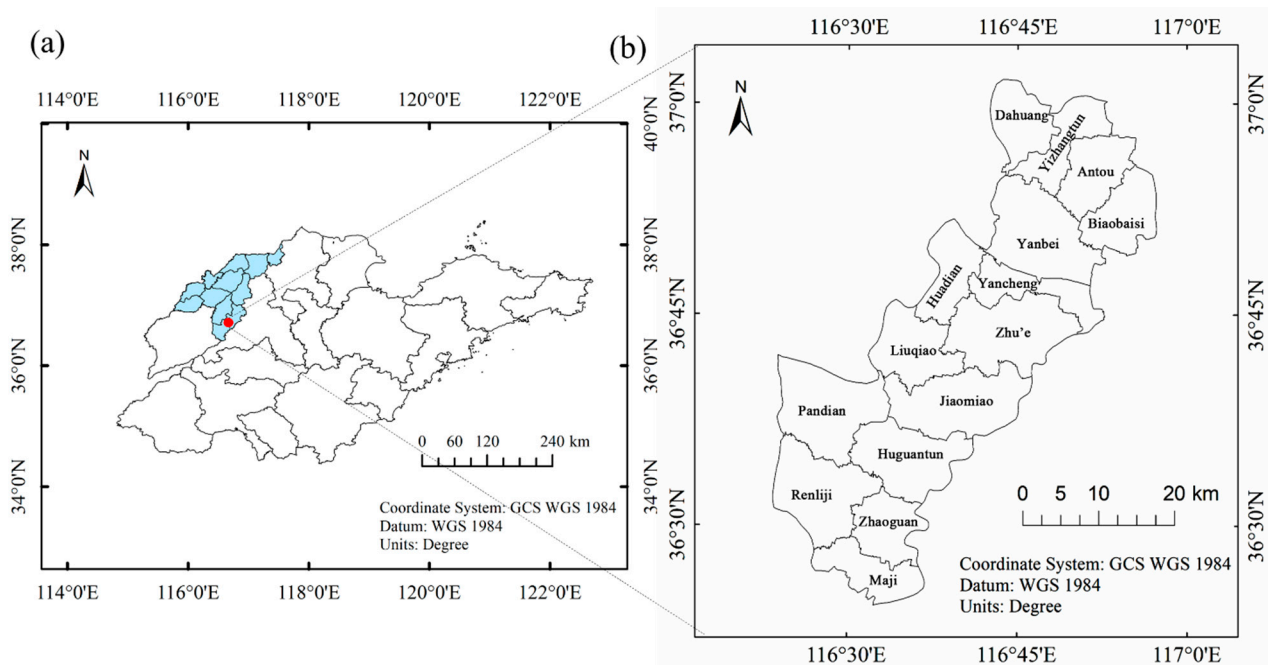 (a)
114°0'E 116°0'E 118°0'E 120°0'E 122°0'E
N
40°0'N
38°0'N 38°0'N
36°0'N 36°0'N
34°0'N 34°0'N
0 60 120 240 km
Coordinate System: GCS WGS 1984
Datum: WGS 1984
Units: Degree
114°0'E 116°0'E 118°0'E 120°0'E 122°0'E
(b)
116°30'E 116°45'E 117°0'E
N
37°0'N 37°0'N
Dahuang
Yizhangtun
Antou
Biaobaisi
Yanbei
Huadian
Yancheng
36°45'N 36°45'N
Zhu’e
Liuqiao
Jiaomiao
Pandian
Huguantun
Renliji
Zhaoguan
36°30'N 36°30'N
Maji
0 5 10 20 km
Coordinate System: GCS WGS 1984
Datum: WGS 1984
Units: Degree
116°30'E 116°45'E 117°0'E